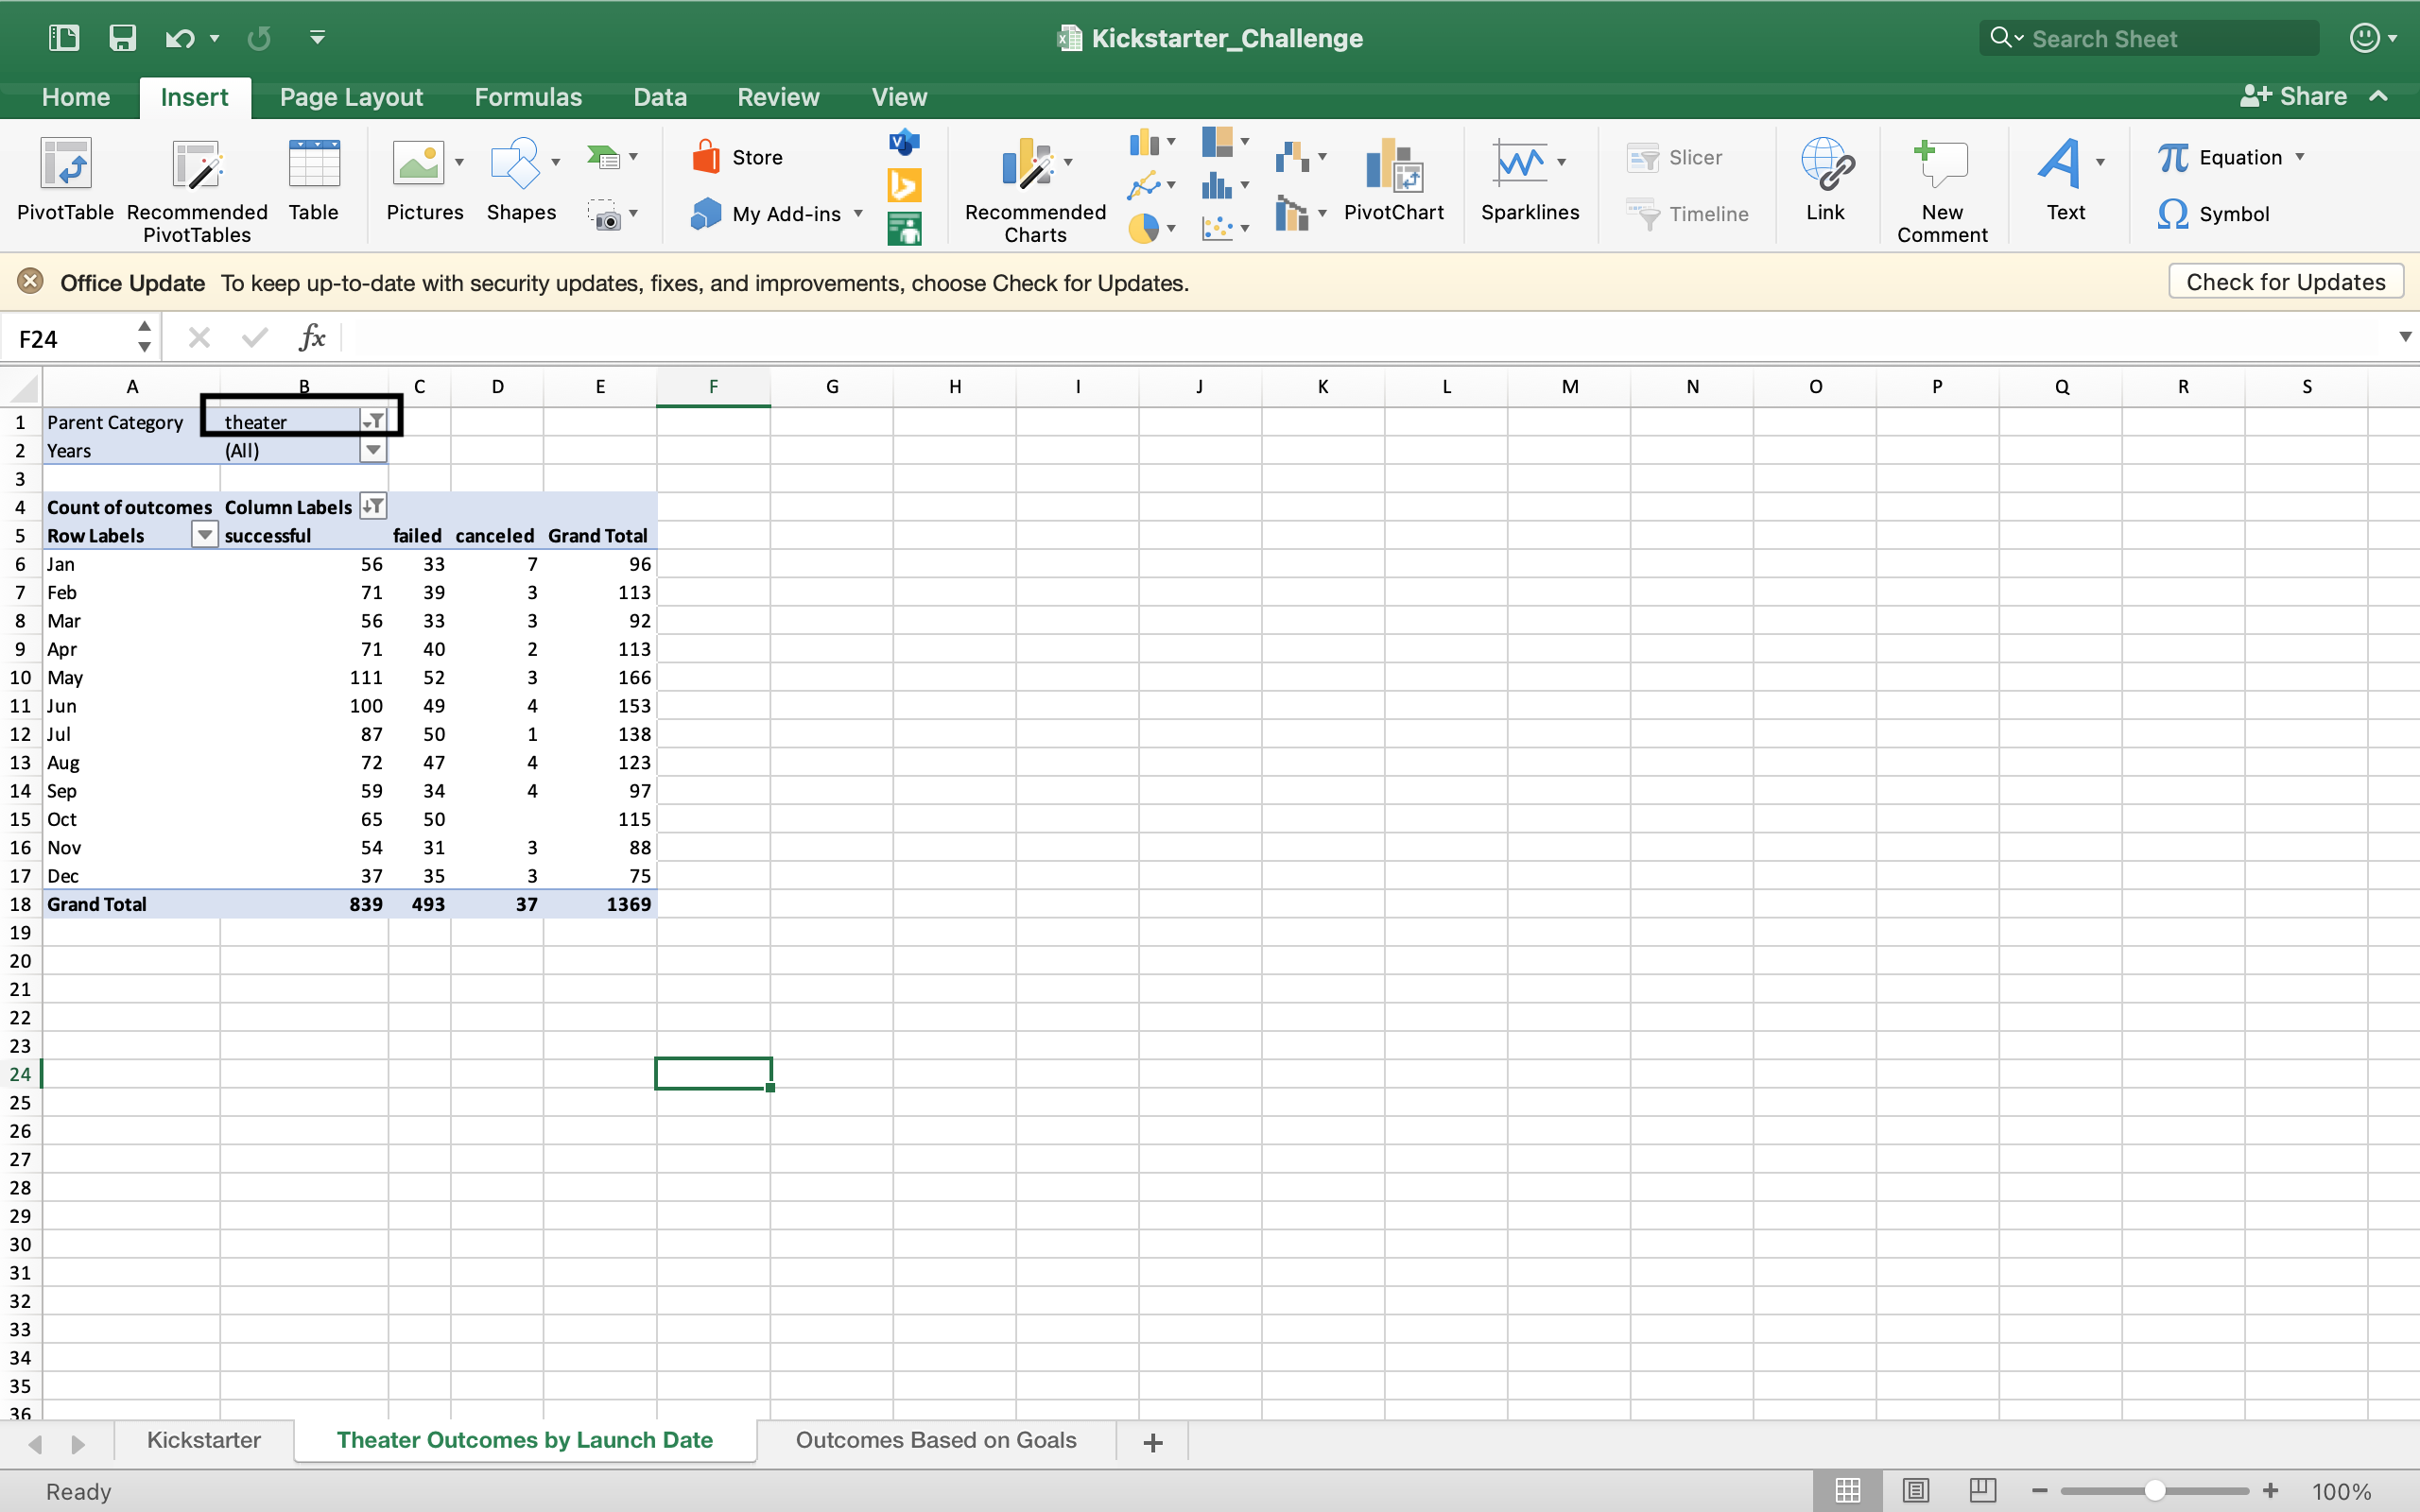 Kickstarter_Challenge
Search Sheet
Home Insert Page Layout Formulas Data Review View
Share
PivotTable
Recommended
PivotTables
Table
Pictures
Shapes
Store
My Add-ins
Recommended
Charts
PivotChart
Sparklines
Slicer
Timeline
Link
New
Comment
Text
Equation
Symbol
Office Update To keep up-to-date with security updates, fixes, and improvements, choose Check for Updates.
Check for Updates
F24
fx
A B C D E F G H I J K L M N O P Q R S
1 Parent Category theater
2 Years (All)
3
4 Count of outcomes Column Labels
5 Row Labels successful failed canceled Grand Total
6 Jan 56 33 7 96
7 Feb 71 39 3 113
8 Mar 56 33 3 92
9 Apr 71 40 2 113
10 May 111 52 3 166
11 Jun 100 49 4 153
12 Jul 87 50 1 138
13 Aug 72 47 4 123
14 Sep 59 34 4 97
15 Oct 65 50 115
16 Nov 54 31 3 88
17 Dec 37 35 3 75
18 Grand Total 839 493 37 1369
19
20
21
22
23
24
25
26
27
28
29
30
31
32
33
34
35
36
Kickstarter Theater Outcomes by Launch Date Outcomes Based on Goals +
Ready
100%